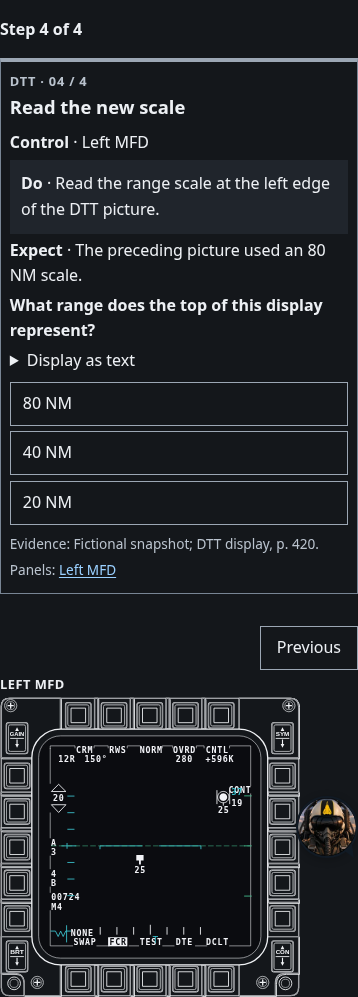 Step 4 of 4
DTT · 04 / 4
Read the new scale
Control · Left MFD
Do · Read the range scale at the left edge
of the DTT picture.
Expect · The preceding picture used an 80
NM scale.
What range does the top of this display
represent?
Display as text
80 NM
40 NM
20 NM
Evidence: Fictional snapshot; DTT display, p. 420.
Panels: Left MFD
Previous
LEFT MFD
GAIN
SYM
CRM RWS NORM OVRD CNTL
12R 150° 280 +596K
CONT
20
19
25
A
3
25
4
B
00724
M4
NONE
SWAP FCR TEST DTE DCLT
BRT
CON